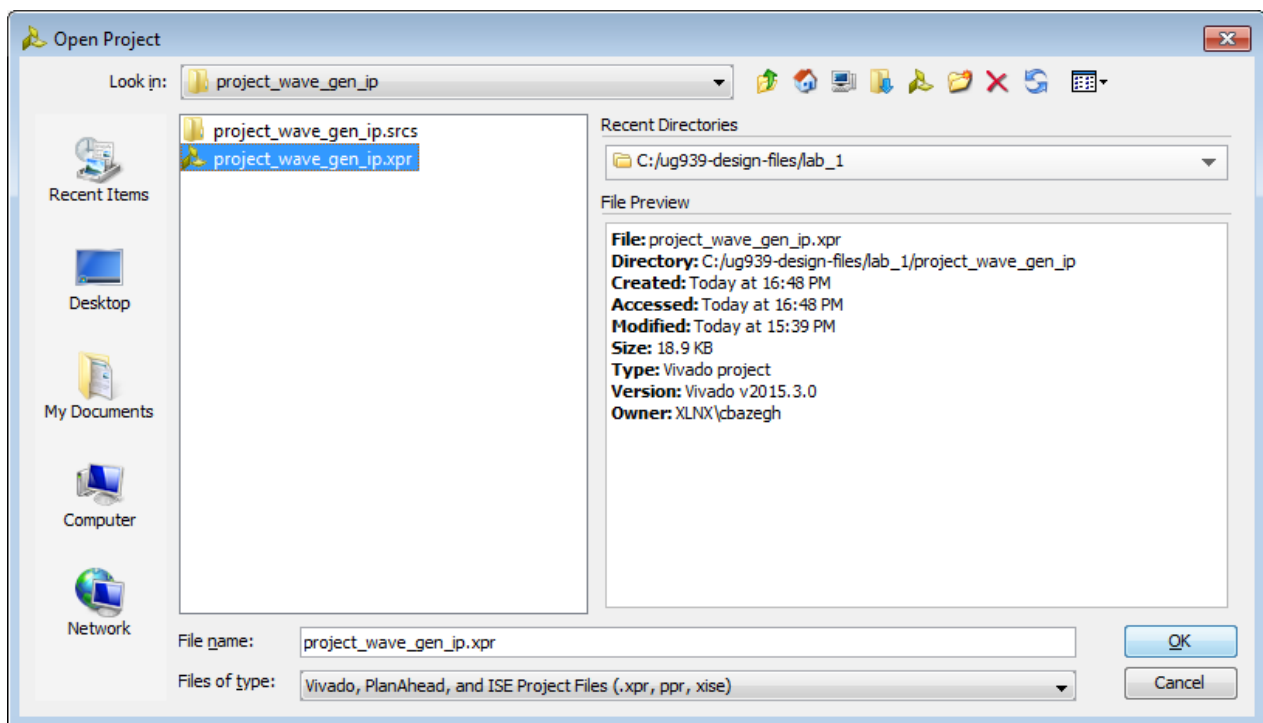 Open Project
Look in: project_wave_gen_ip
project_wave_gen_ip.srcs
project_wave_gen_ip.xpr
Recent Items
Desktop
My Documents
Computer
Network
Recent Directories
C:/ug939-design-files/lab_1
File Preview
File: project_wave_gen_ip.xpr
Directory: C:/ug939-design-files/lab_1/project_wave_gen_ip
Created: Today at 16:48 PM
Accessed: Today at 16:48 PM
Modified: Today at 15:39 PM
Size: 18.9 KB
Type: Vivado project
Version: Vivado v2015.3.0
Owner: XLNX\cbazegh
File name: project_wave_gen_ip.xpr
OK
Files of type: Vivado, PlanAhead, and ISE Project Files (.xpr, ppr, xise)
Cancel